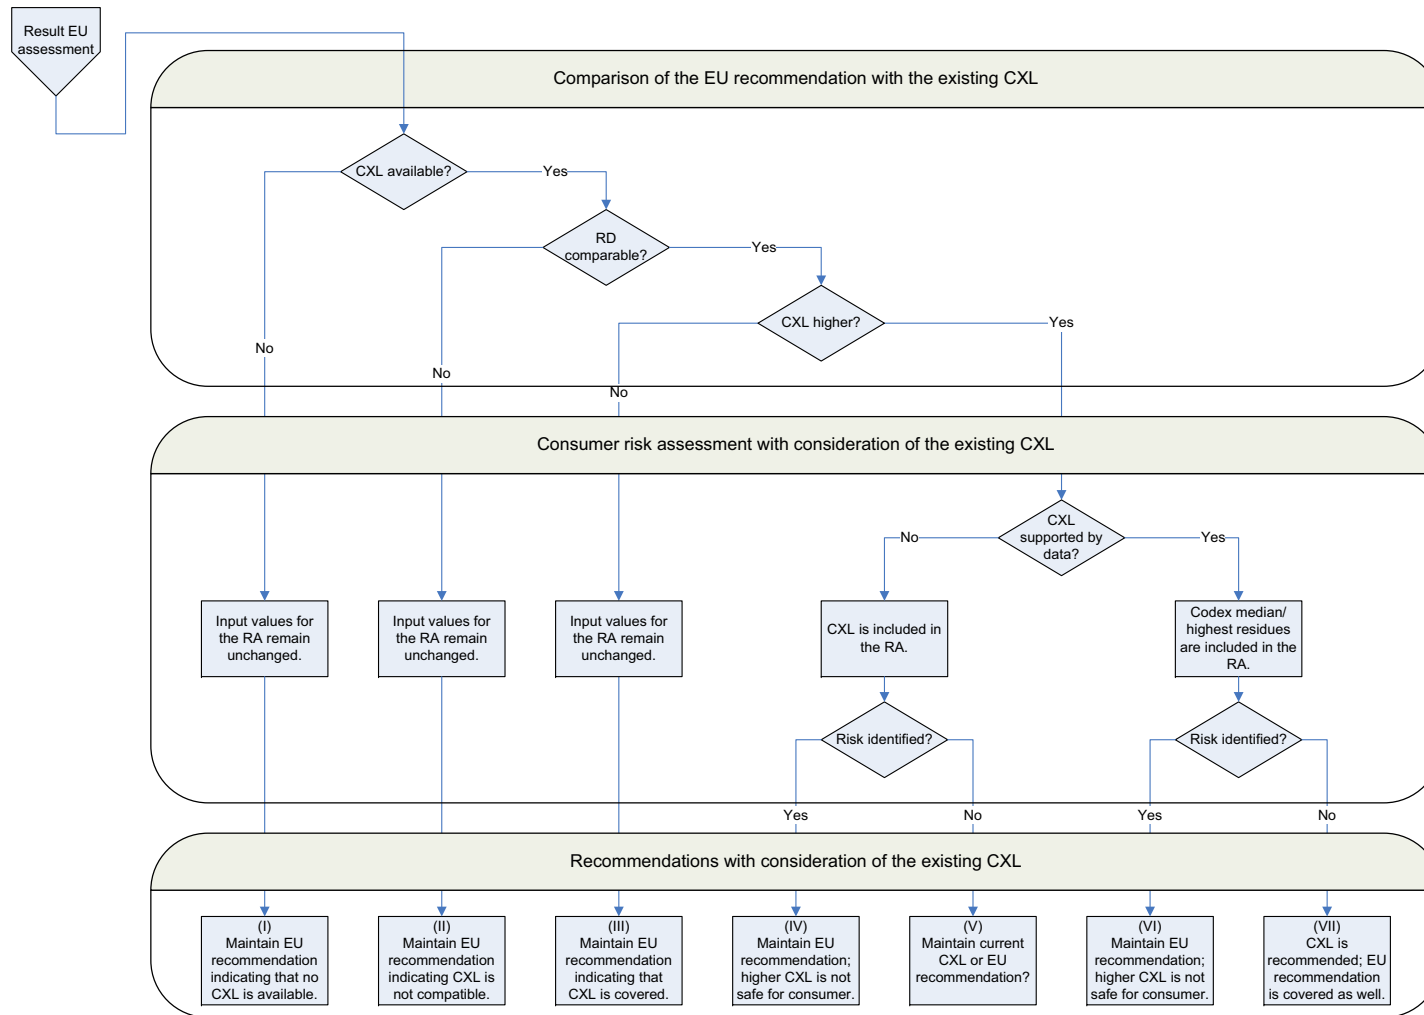 Result EU
assessment
Comparison of the EU recommendation with the existing CXL
CXL available?
Yes
RD
comparable?
Yes
CXL higher?
Yes
No
No
No
Consumer risk assessment with consideration of the existing CXL
CXL
supported by
data?
No
Yes
Input values for
the RA remain
unchanged.
Input values for
the RA remain
unchanged.
Input values for
the RA remain
unchanged.
CXL is included in
the RA.
Codex median/
highest residues
are included in the
RA.
Risk identified?
Risk identified?
Yes
No
Yes
No
Recommendations with consideration of the existing CXL
(I)
Maintain EU
recommendation
indicating that no
CXL is available.
(II)
Maintain EU
recommendation
indicating CXL is
not compatible.
(III)
Maintain EU
recommendation
indicating that
CXL is covered.
(IV)
Maintain EU
recommendation;
higher CXL is not
safe for consumer.
(V)
Maintain current
CXL or EU
recommendation?
(VI)
Maintain EU
recommendation;
higher CXL is not
safe for consumer.
(VII)
CXL is
recommended; EU
recommendation
is covered as well.